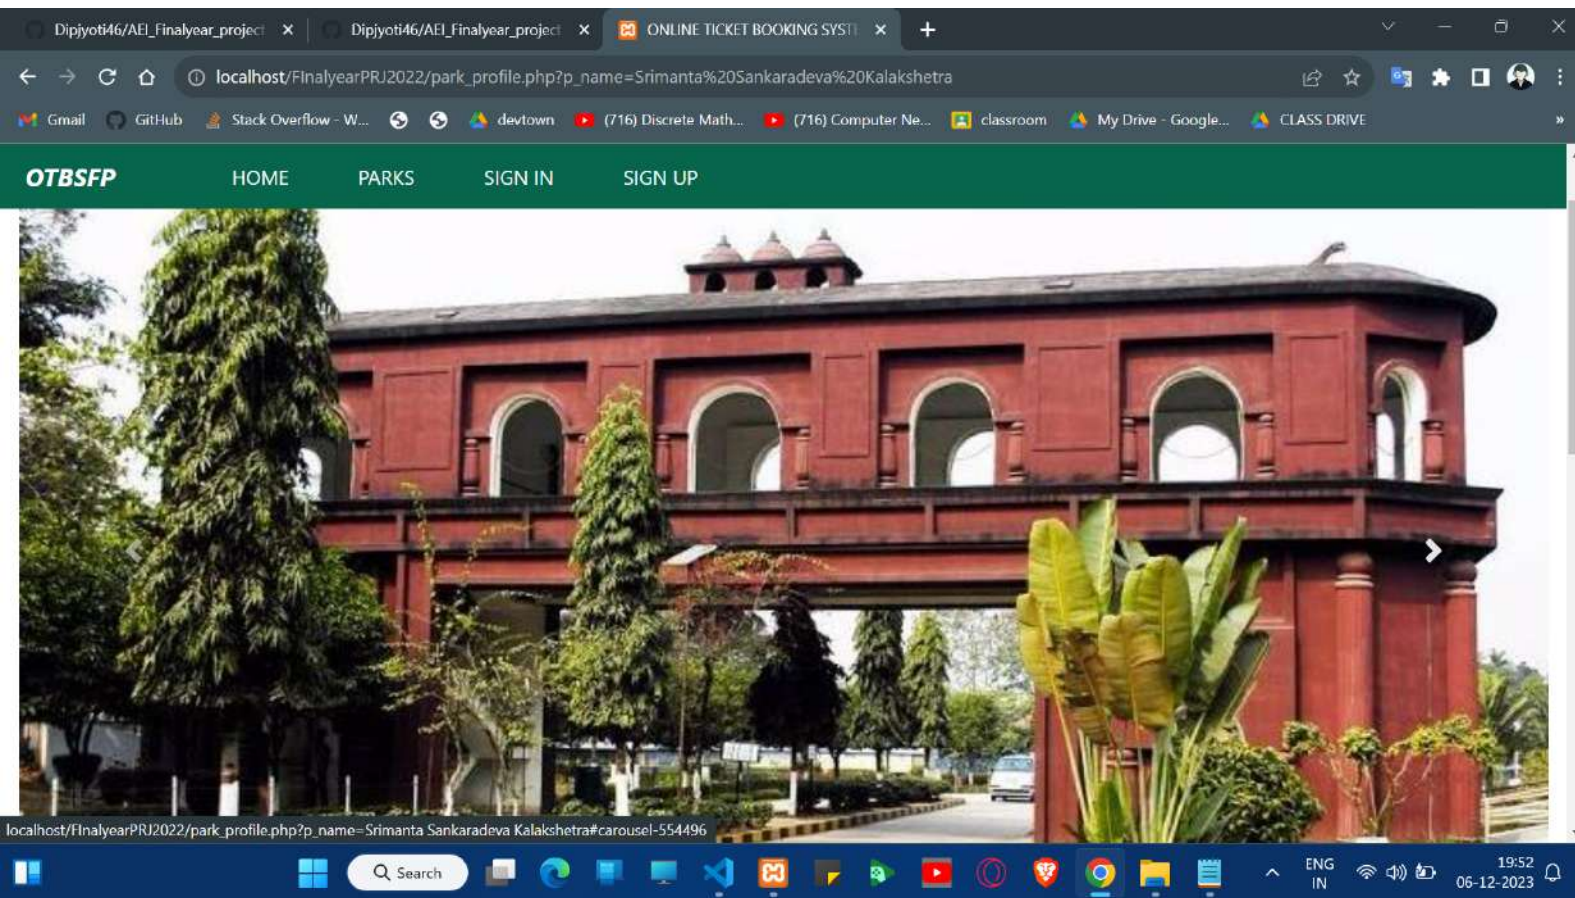 Dipjyoti46/AEI_Finalyear_project
Dipjyoti46/AEI_Finalyear_project
ONLINE TICKET BOOKING SYST
localhost/FInalyearPRJ2022/park_profile.php?p_name=Srimanta%20Sankaradeva%20Kalakshetra
Gmail
GitHub
Stack Overflow - W...
devtown
(716) Discrete Math...
(716) Computer Ne...
classroom
My Drive - Google...
CLASS DRIVE
»
OTBSFP
HOME
PARKS
SIGN IN
SIGN UP
localhost/FInalyearPRJ2022/park_profile.php?p_name=Srimanta Sankaradeva Kalakshetra#carousel-554496
Search
ENG
IN
19:52
06-12-2023